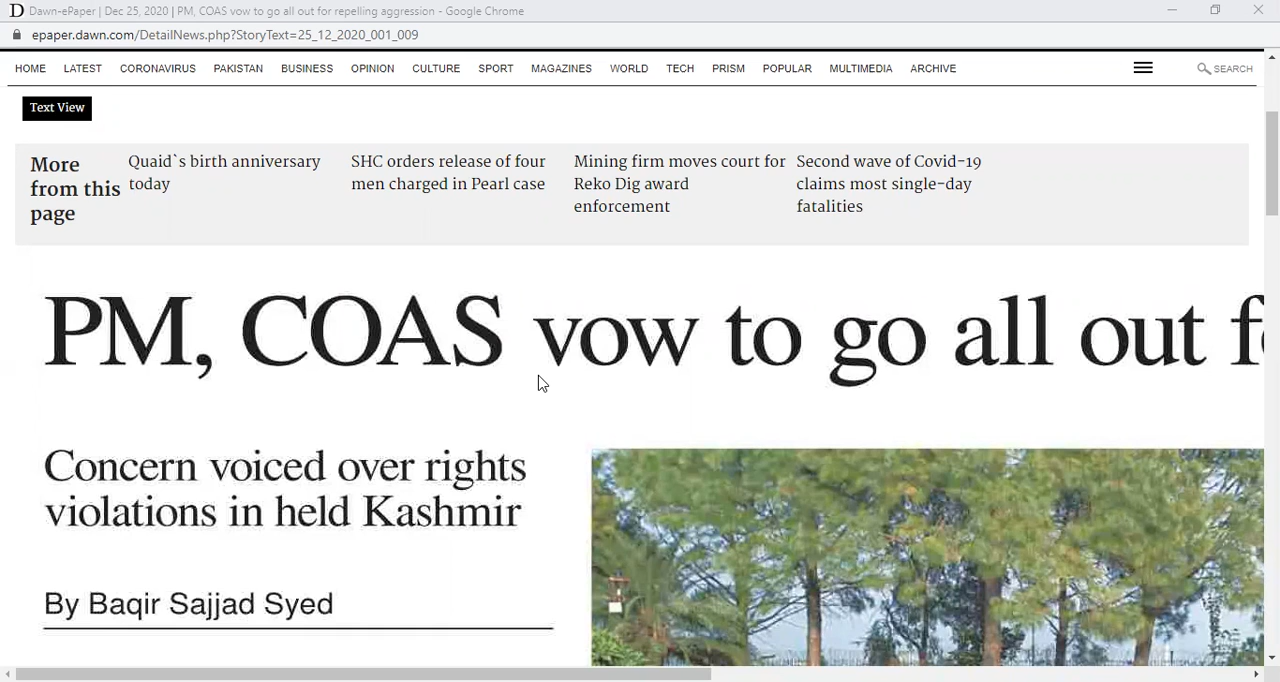 D Dawn-ePaper | Dec 25, 2020 | PM, COAS vow to go all out for repelling aggression - Google Chrome
epaper.dawn.com/DetailNews.php?StoryText=25_12_2020_001_009
HOME LATEST CORONAVIRUS PAKISTAN BUSINESS OPINION CULTURE SPORT MAGAZINES WORLD TECH PRISM POPULAR MULTIMEDIA ARCHIVE SEARCH
Text View
More
from this
page
Quaid`s birth anniversary
today
SHC orders release of four
men charged in Pearl case
Mining firm moves court for
Reko Dig award
enforcement
Second wave of Covid-19
claims most single-day
fatalities
PM, COAS vow to go all out f
Concern voiced over rights
violations in held Kashmir
By Baqir Sajjad Syed